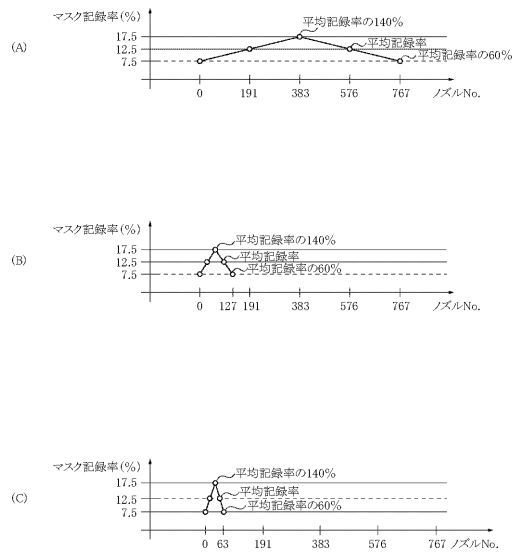 (A)
マスク記録率(%)
平均記録率の140%
17.5
平均記録率
12.5
平均記録率の60%
7.5
0 191 383 576 767 ノズルNo.
(B)
マスク記録率(%)
平均記録率の140%
17.5
平均記録率
12.5
平均記録率の60%
7.5
0 127 191 383 576 767 ノズルNo.
(C)
マスク記録率(%)
平均記録率の140%
17.5
平均記録率
12.5
平均記録率の60%
7.5
0 63 191 383 576 767 ノズルNo.